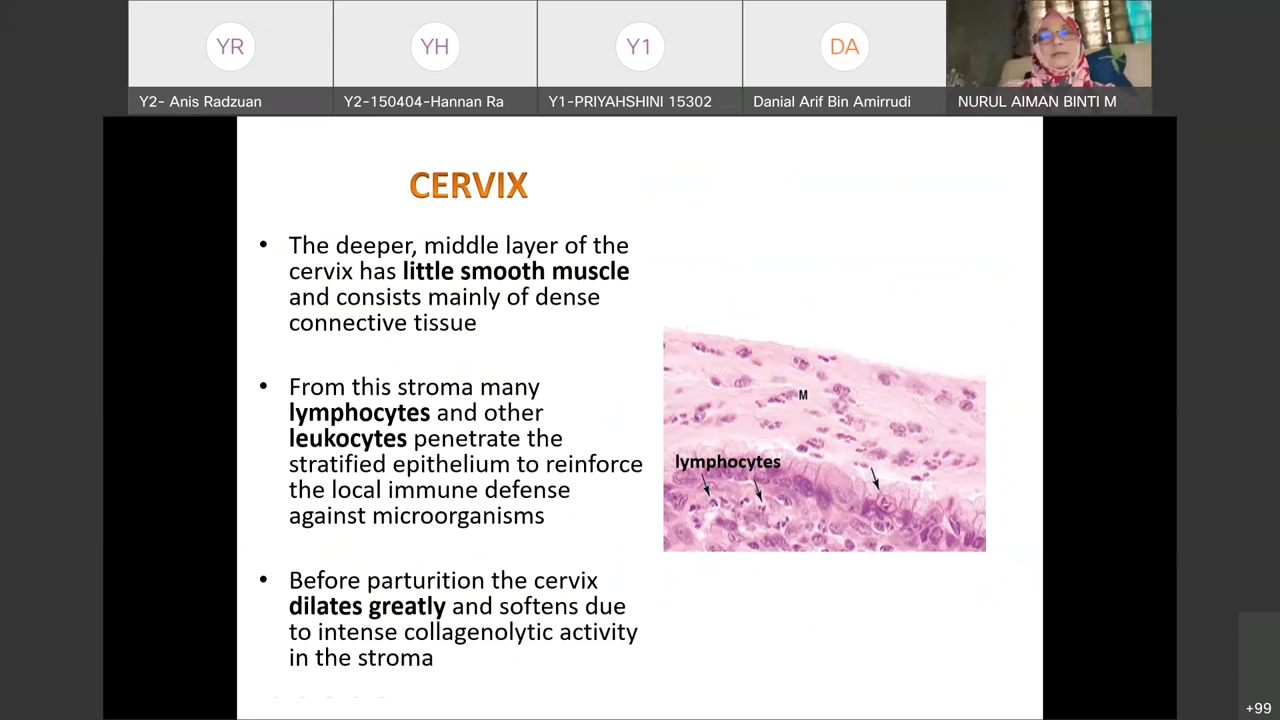 YR
YH
Y1
DA
Y2- Anis Radzuan
Y2-150404-Hannan Ra
Y1-PRIYAHSHINI 15302
Danial Arif Bin Amirrudi
NURUL AIMAN BINTI M
CERVIX
• The deeper, middle layer of the
cervix has little smooth muscle
and consists mainly of dense
connective tissue
• From this stroma many
lymphocytes and other
leukocytes penetrate the
stratified epithelium to reinforce
the local immune defense
against microorganisms
• Before parturition the cervix
dilates greatly and softens due
to intense collagenolytic activity
in the stroma
M
lymphocytes
+99